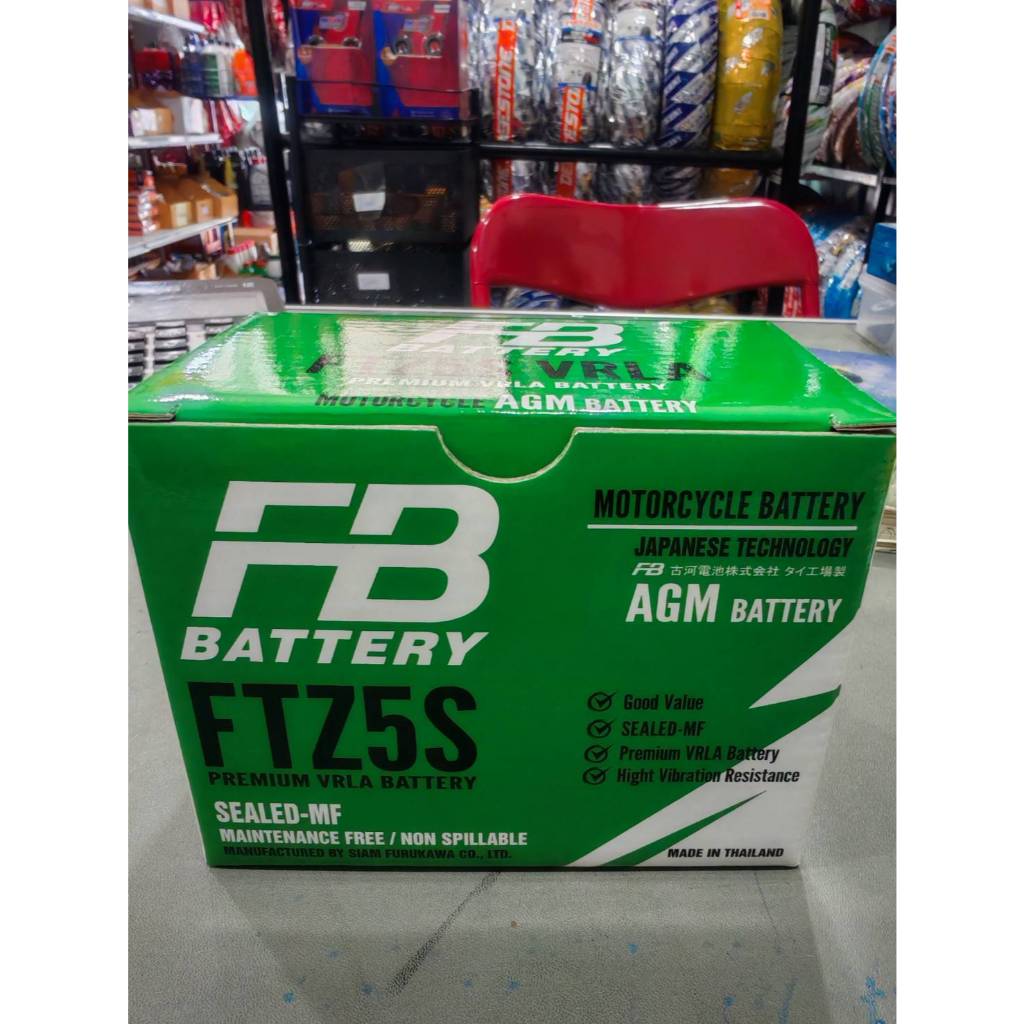 FB
BATTERY
VRLA
PREMIUM VRLA BATTERY
MOTORCYCLE AGM BATTERY
FB
BATTERY
FTZ5S
PREMIUM VRLA BATTERY
SEALED-MF
MAINTENANCE FREE / NON SPILLABLE
MANUFACTURED BY SIAM FURUKAWA CO., LTD.
MOTORCYCLE BATTERY
JAPANESE TECHNOLOGY
FB 古河電池株式会社 タイ工場製
AGM BATTERY
Good Value
SEALED-MF
Premium VRLA Battery
Hight Vibration Resistance
MADE IN THAILAND